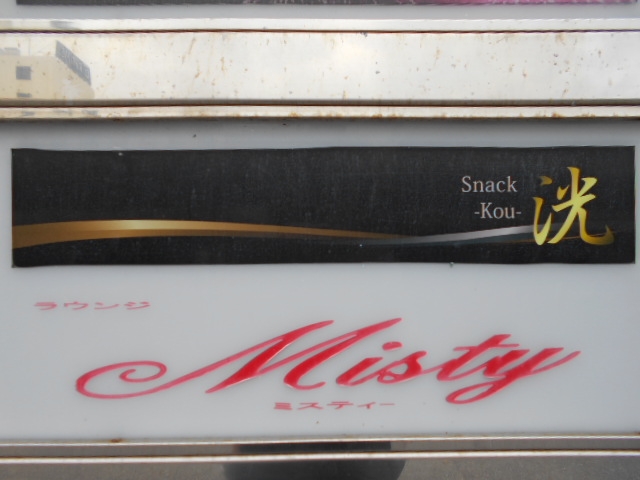 Snack
-Kou-
洸
ラウンジ
Misty
ミスティー